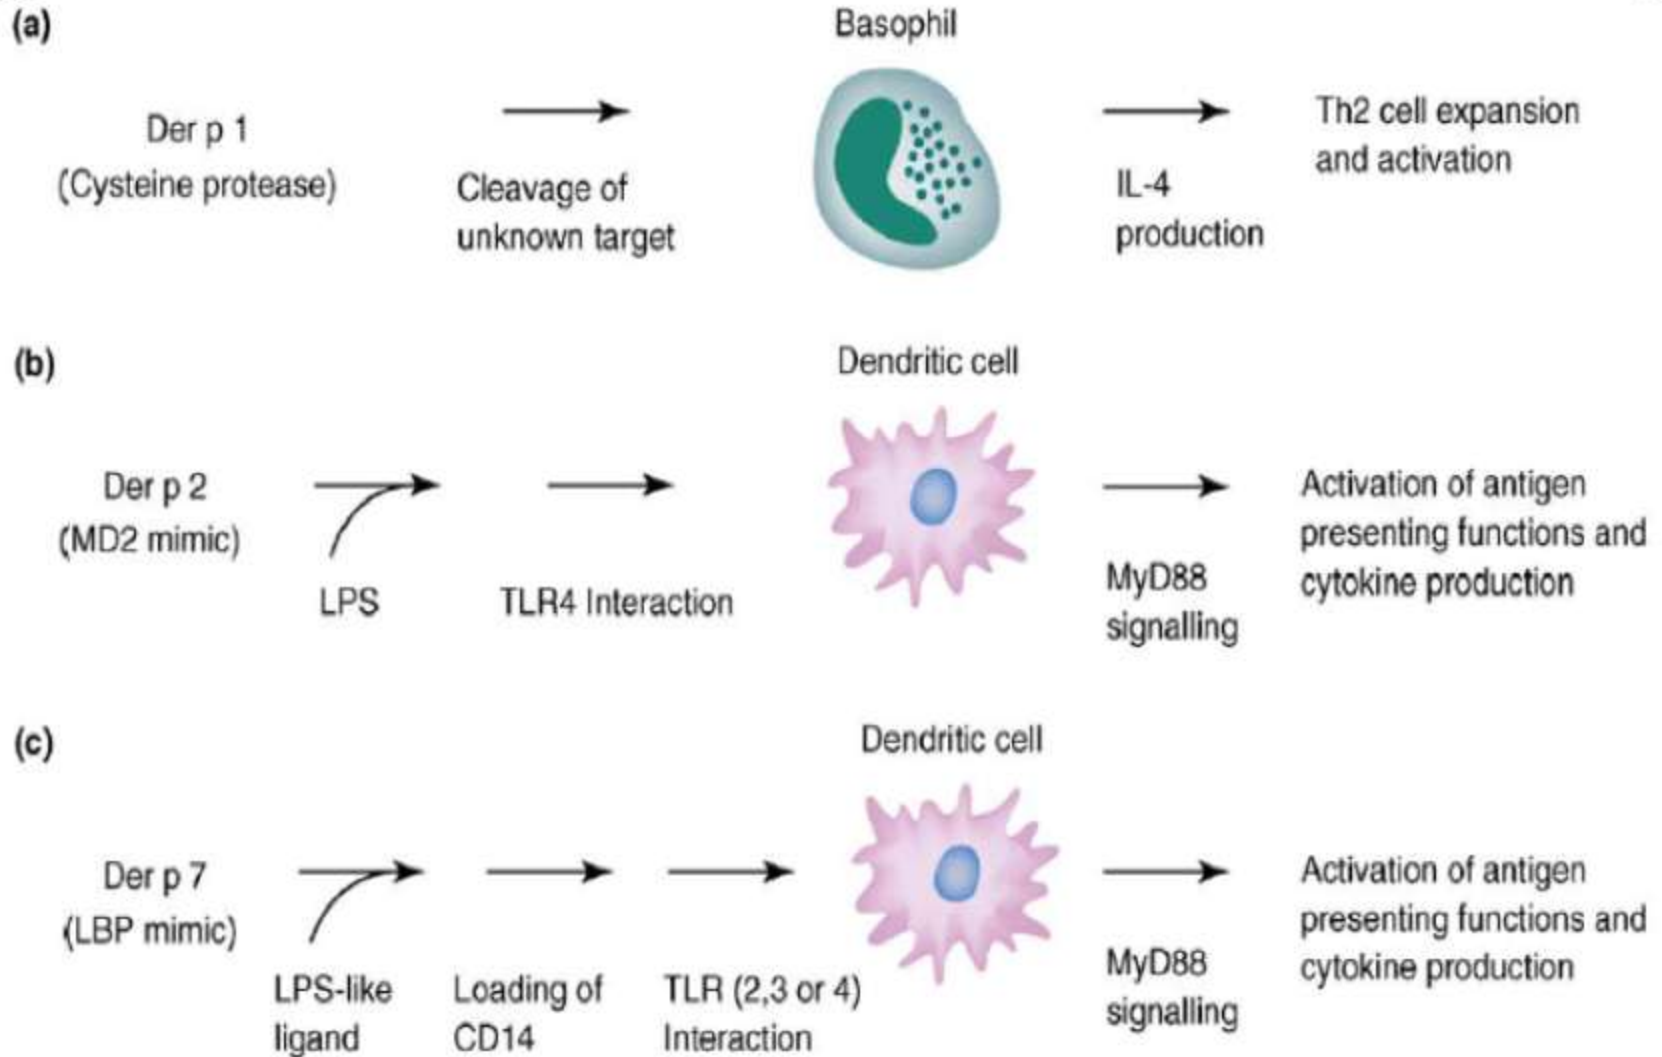 (a)
Basophil
Der p 1
(Cysteine protease)
Cleavage of
unknown target
IL-4
production
Th2 cell expansion
and activation
(b)
Dendritic cell
Der p 2
(MD2 mimic)
LPS
TLR4 Interaction
MyD88
signalling
Activation of antigen
presenting functions and
cytokine production
(c)
Dendritic cell
Der p 7
(LBP mimic)
LPS-like
ligand
Loading of
CD14
TLR (2,3 or 4)
Interaction
MyD88
signalling
Activation of antigen
presenting functions and
cytokine production